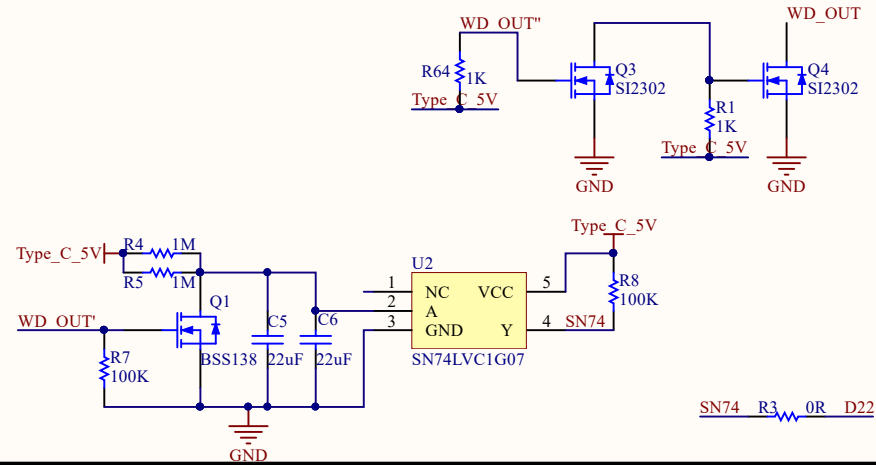 WD_OUT"
WD_OUT
R64
1K
Type_C_5V
Q3
SI2302
Q4
SI2302
R1
1K
Type_C_5V
GND
GND
Type_C_5V
R4
1M
R5
1M
Q1
WD_OUT'
BSS138
R7
100K
C5
22uF
C6
22uF
GND
U2
1
NC
VCC
5
2
A
3
GND
Y
4
SN74LVC1G07
Type_C_5V
R8
100K
SN74
SN74
R3
0R
D22